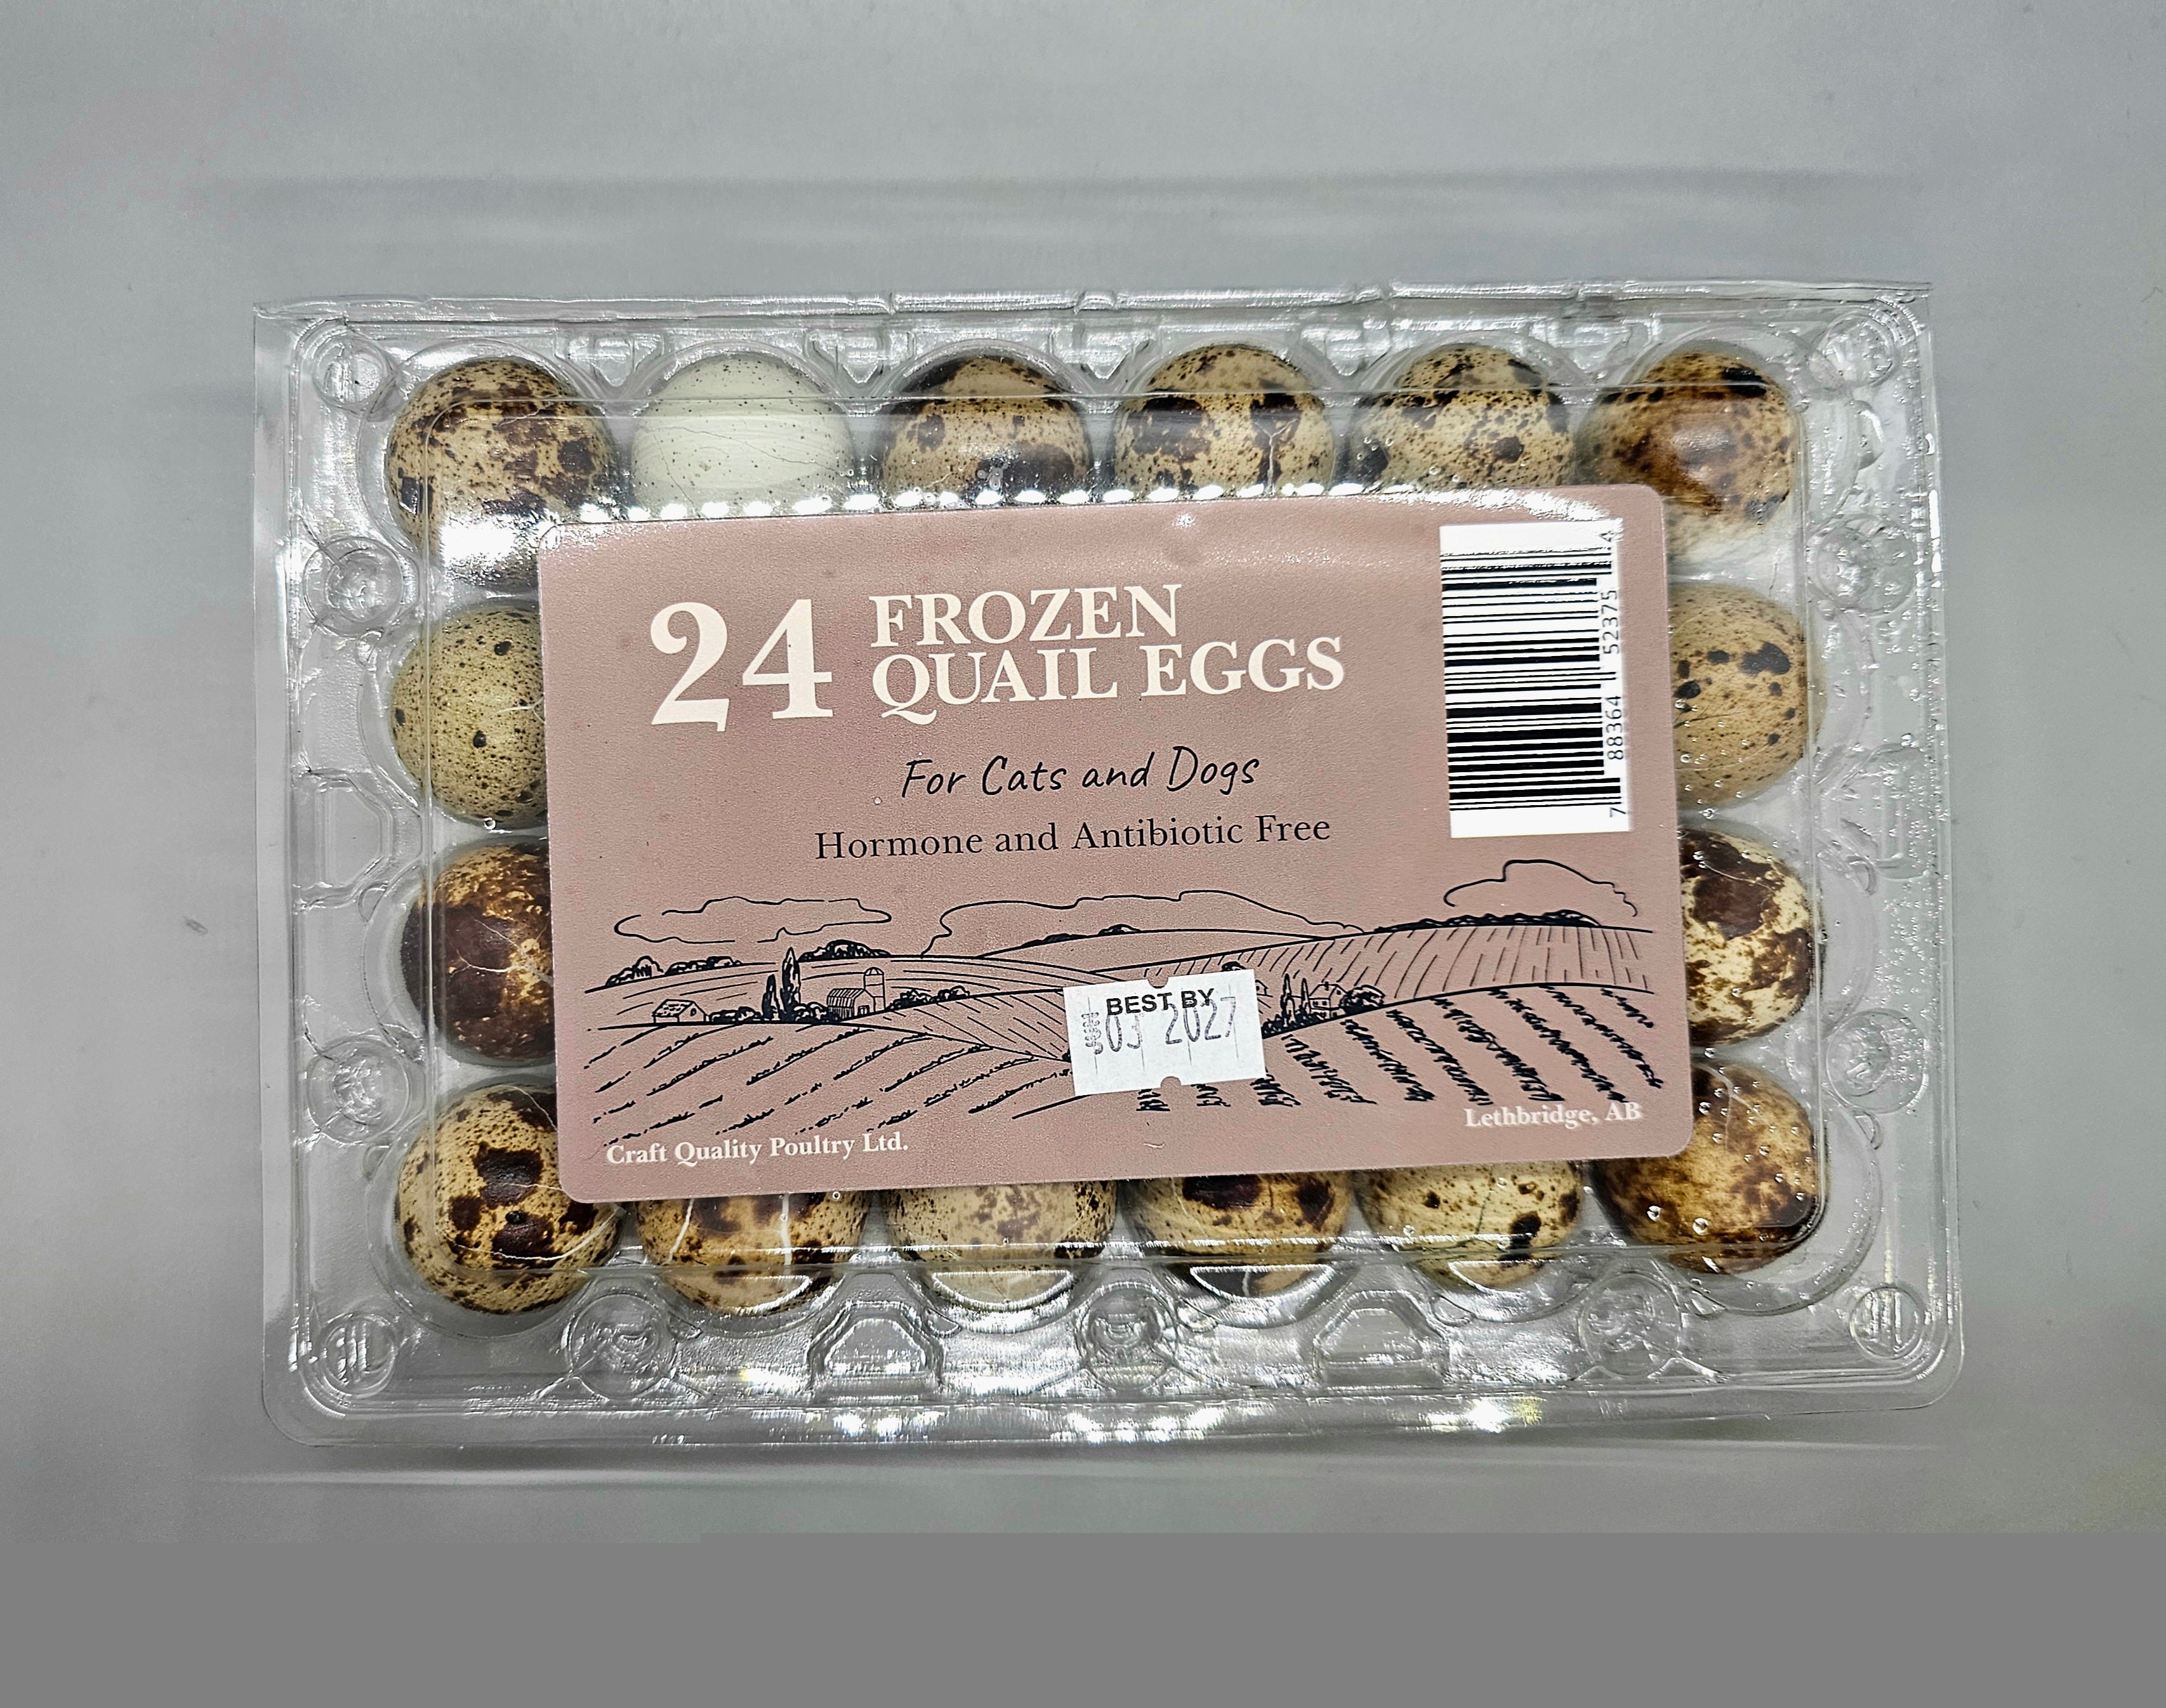 24 FROZEN
QUAIL EGGS
For Cats and Dogs
Hormone and Antibiotic Free
7 88364 52375 4
BEST BY
03 2027
Craft Quality Poultry Ltd.
Lethbridge, AB